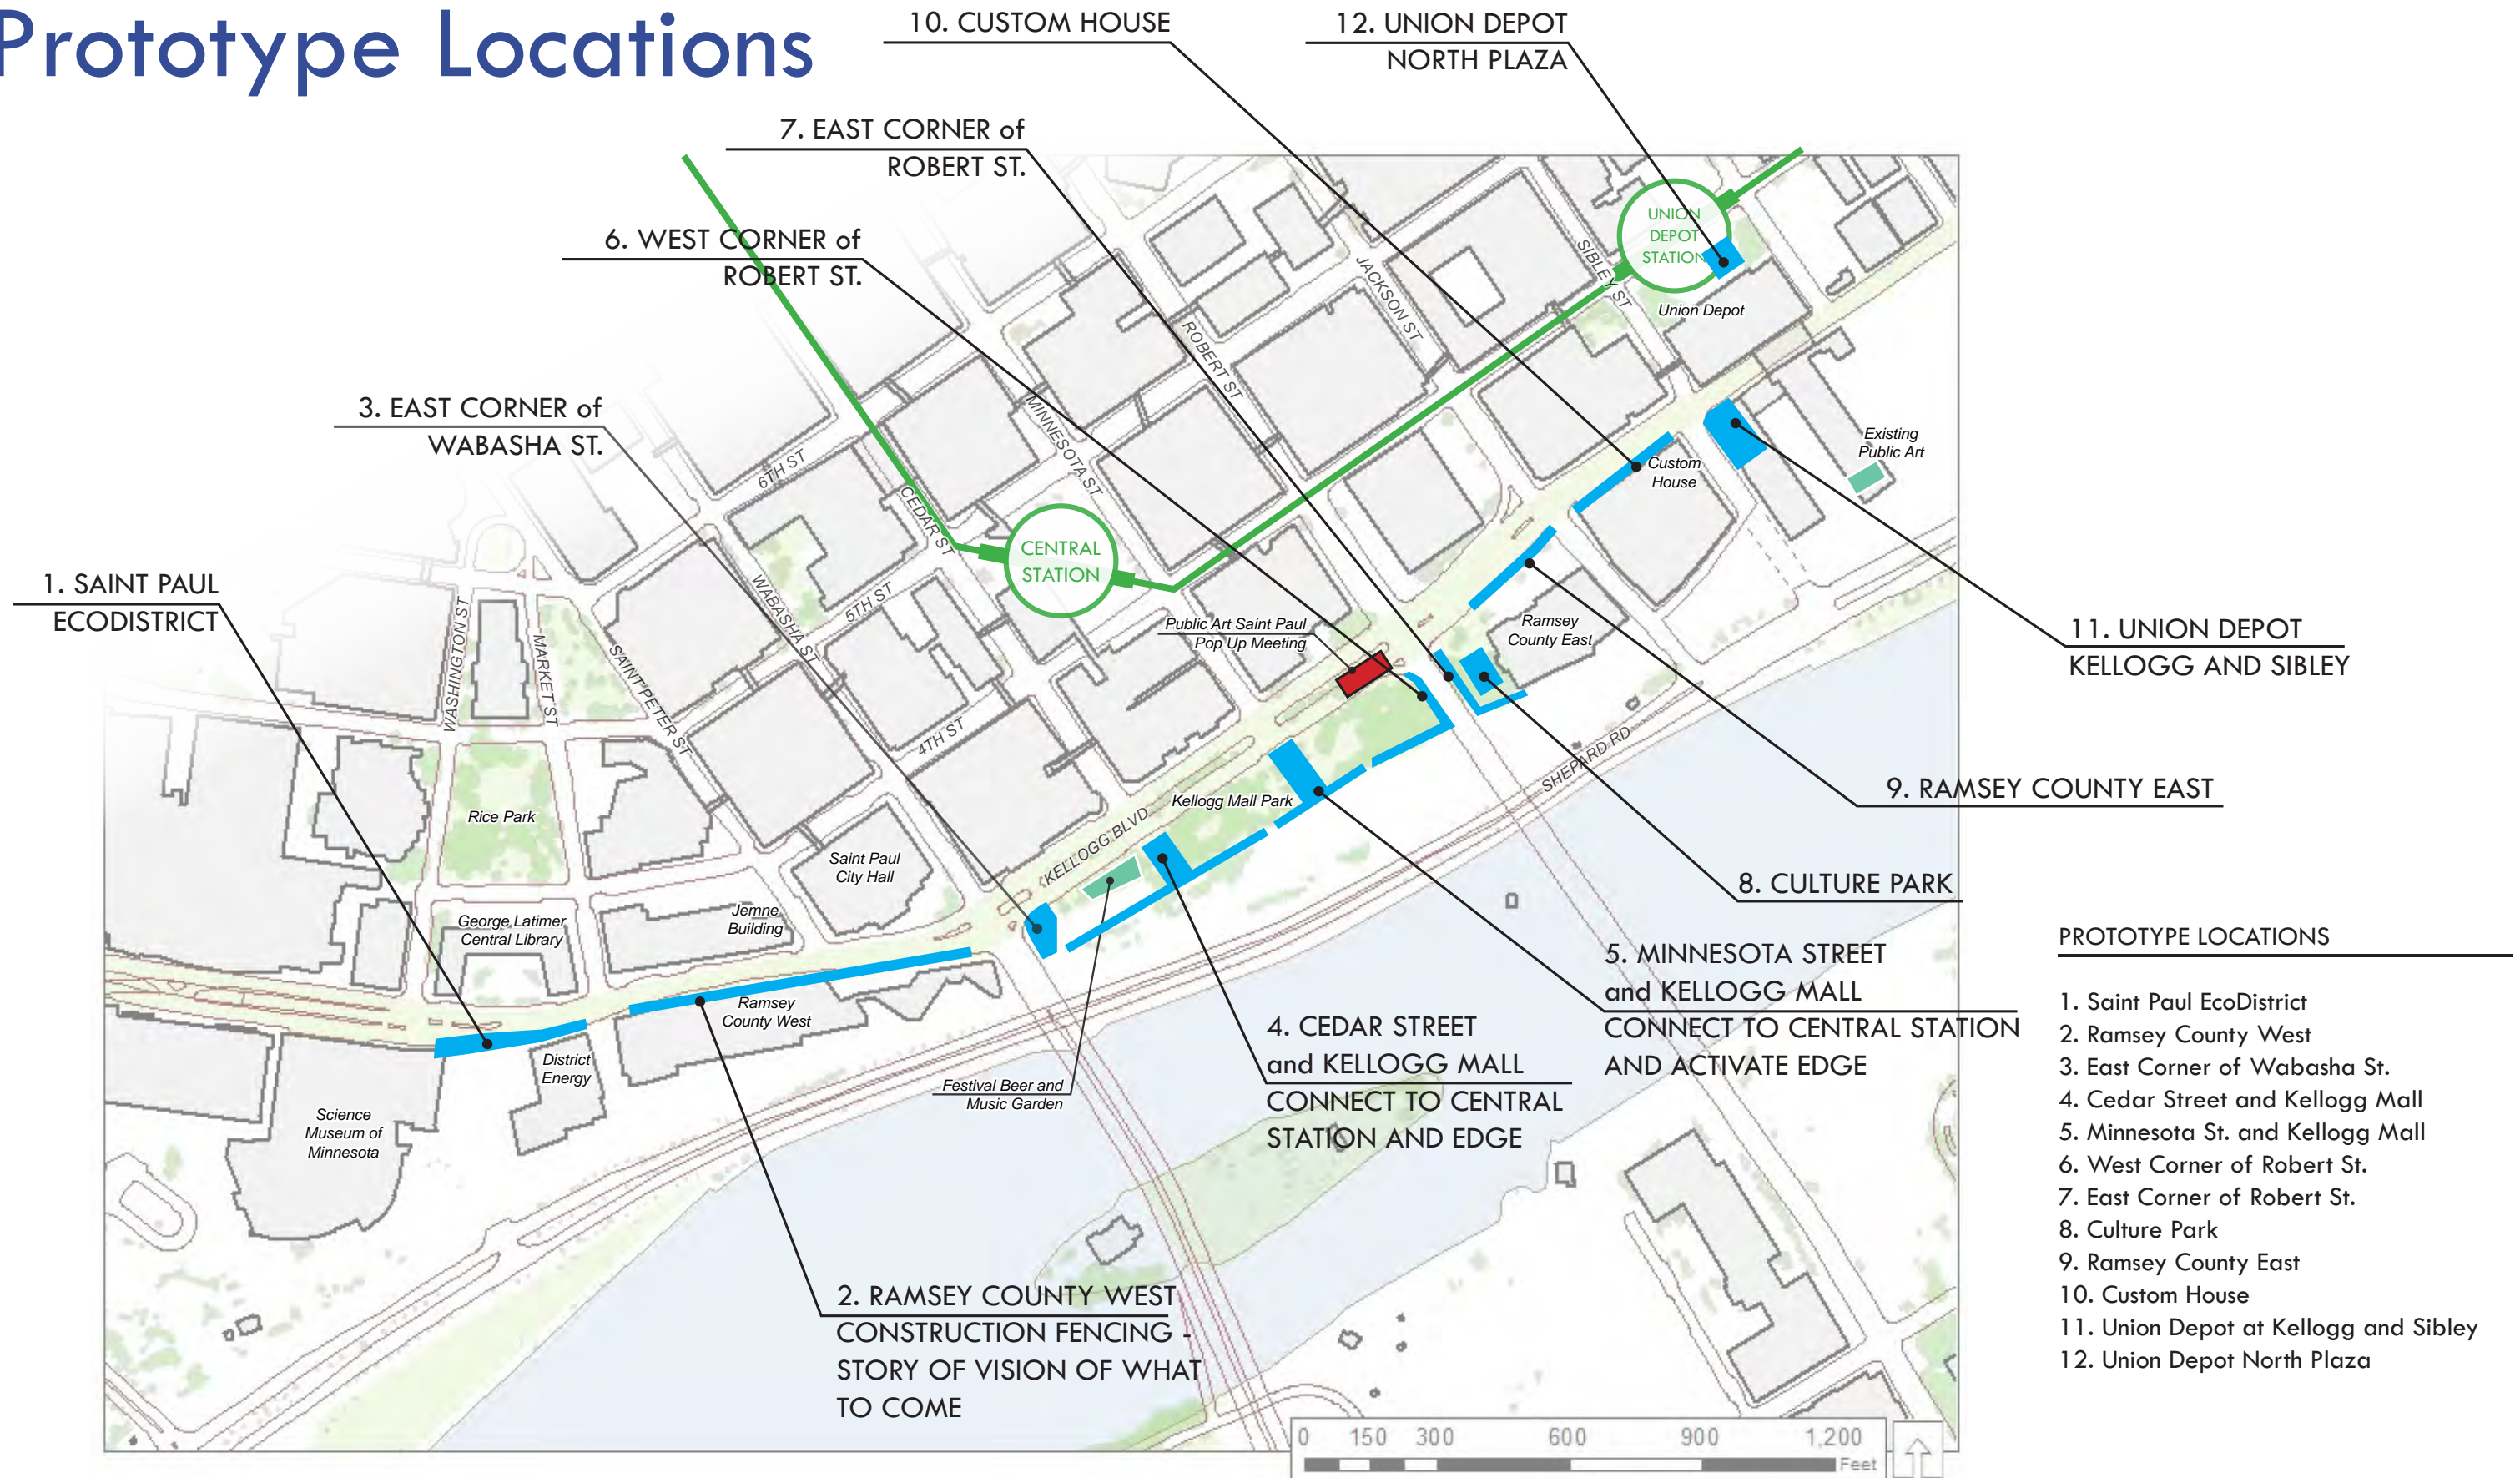 Prototype Locations
10. CUSTOM HOUSE
12. UNION DEPOT
NORTH PLAZA
7. EAST CORNER of
ROBERT ST.
6. WEST CORNER of
ROBERT ST.
3. EAST CORNER of
WABASHA ST.
1. SAINT PAUL
ECODISTRICT
UNION
DEPOT
STATION
Union Depot
SIBLEY ST
JACKSON ST
ROBERT ST
MINNESOTA ST
CEDAR ST
6TH ST
5TH ST
4TH ST
WABASHA ST
SAINT PETER ST
MARKET ST
WASHINGTON ST
CENTRAL
STATION
Existing
Public Art
Custom
House
Ramsey
County East
Public Art Saint Paul
Pop Up Meeting
11. UNION DEPOT
KELLOGG AND SIBLEY
9. RAMSEY COUNTY EAST
8. CULTURE PARK
SHEPARD RD
Kellogg Mall Park
KELLOGG BLVD
Rice Park
Saint Paul
City Hall
Jemne
Building
George Latimer
Central Library
Ramsey
County West
District
Energy
Science
Museum of
Minnesota
Festival Beer and
Music Garden
5. MINNESOTA STREET
and KELLOGG MALL
CONNECT TO CENTRAL STATION
AND ACTIVATE EDGE
4. CEDAR STREET
and KELLOGG MALL
CONNECT TO CENTRAL
STATION AND EDGE
2. RAMSEY COUNTY WEST
CONSTRUCTION FENCING -
STORY OF VISION OF WHAT
TO COME
PROTOTYPE LOCATIONS
1. Saint Paul EcoDistrict
2. Ramsey County West
3. East Corner of Wabasha St.
4. Cedar Street and Kellogg Mall
5. Minnesota St. and Kellogg Mall
6. West Corner of Robert St.
7. East Corner of Robert St.
8. Culture Park
9. Ramsey County East
10. Custom House
11. Union Depot at Kellogg and Sibley
12. Union Depot North Plaza
0 150 300 600 900 1,200
Feet